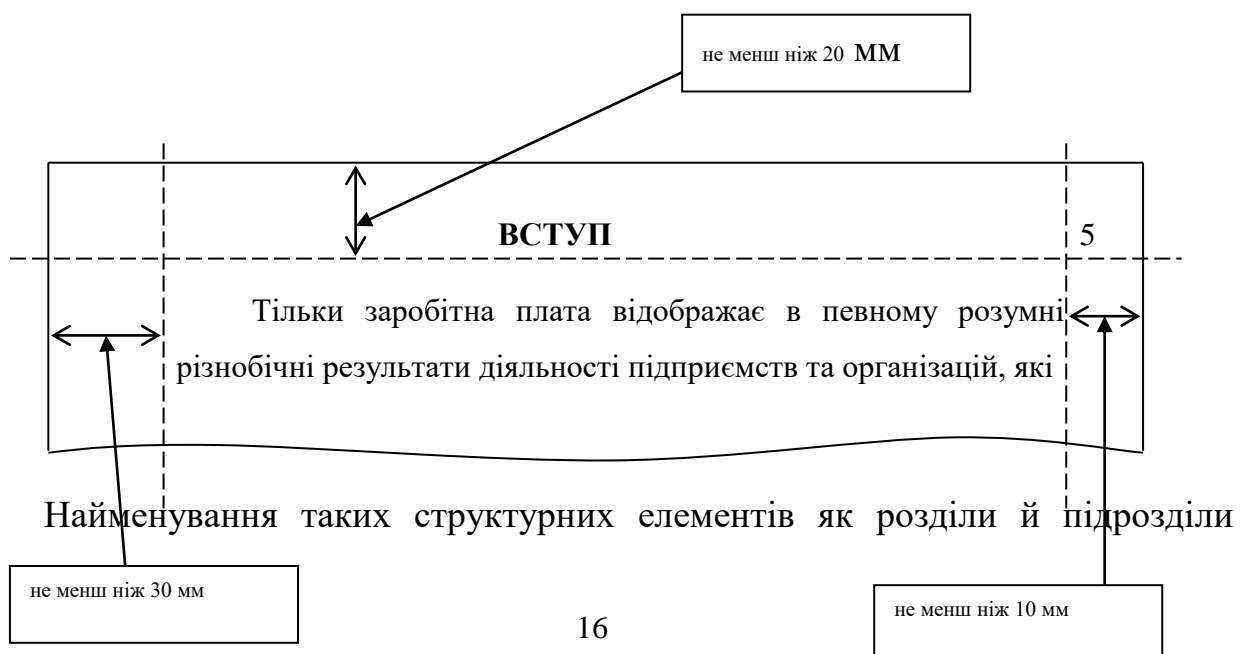 не менш ніж 20 мм
ВСТУП 5
Тільки заробітна плата відображає в певному розумні
різнобічні результати діяльності підприємств та організацій, які
Найменування таких структурних елементів як розділи й підрозділи
не менш ніж 30 мм
не менш ніж 10 мм
16